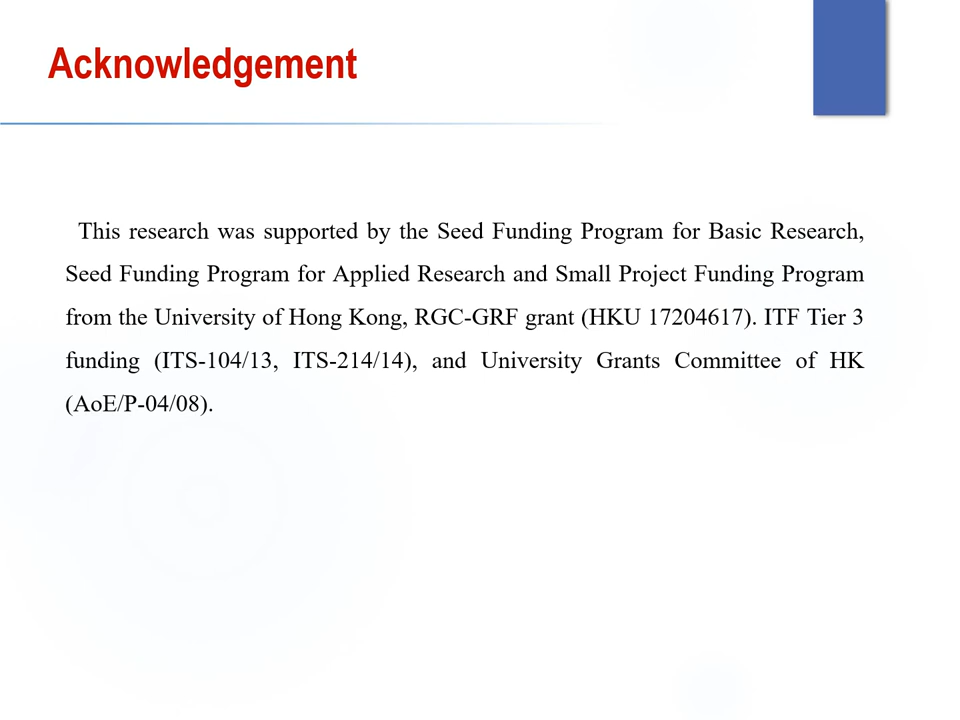 Acknowledgement
This research was supported by the Seed Funding Program for Basic Research,
Seed Funding Program for Applied Research and Small Project Funding Program
from the University of Hong Kong, RGC-GRF grant (HKU 17204617). ITF Tier 3
funding (ITS-104/13, ITS-214/14), and University Grants Committee of HK
(AoE/P-04/08).